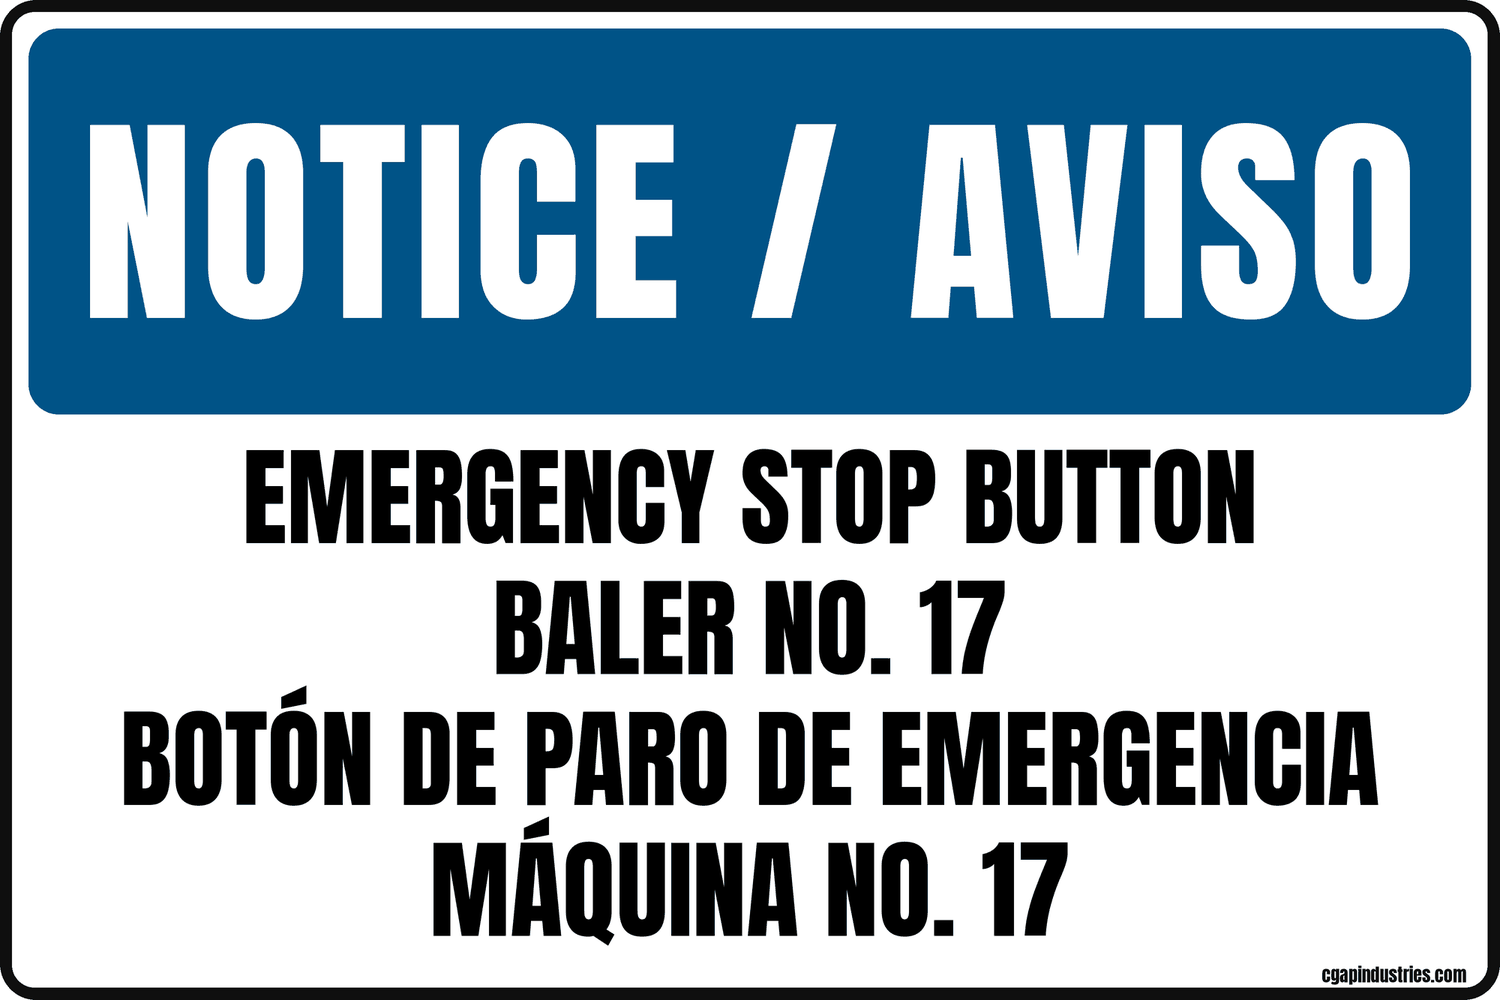 NOTICE / AVISO
EMERGENCY STOP BUTTON
BALER NO. 17
BOTÓN DE PARO DE EMERGENCIA
MÁQUINA NO. 17
cgapindustries.com